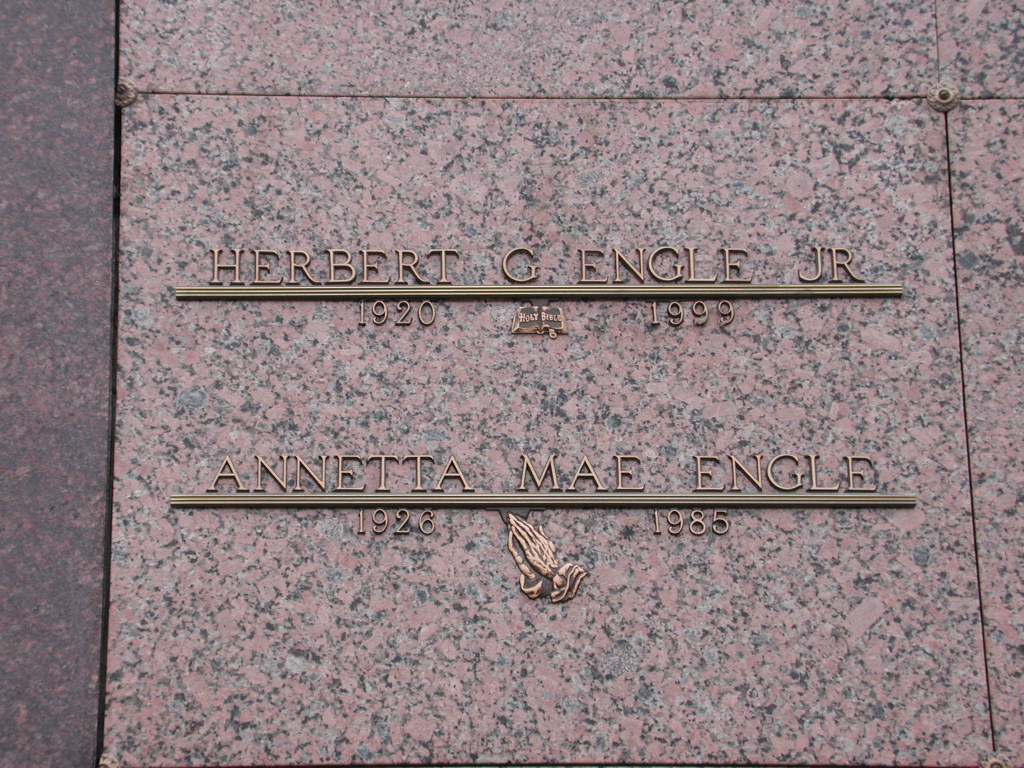 HERBERT G ENGLE JR
1920 HOLY BIBLE 1999
ANNETTA MAE ENGLE
1926 1985